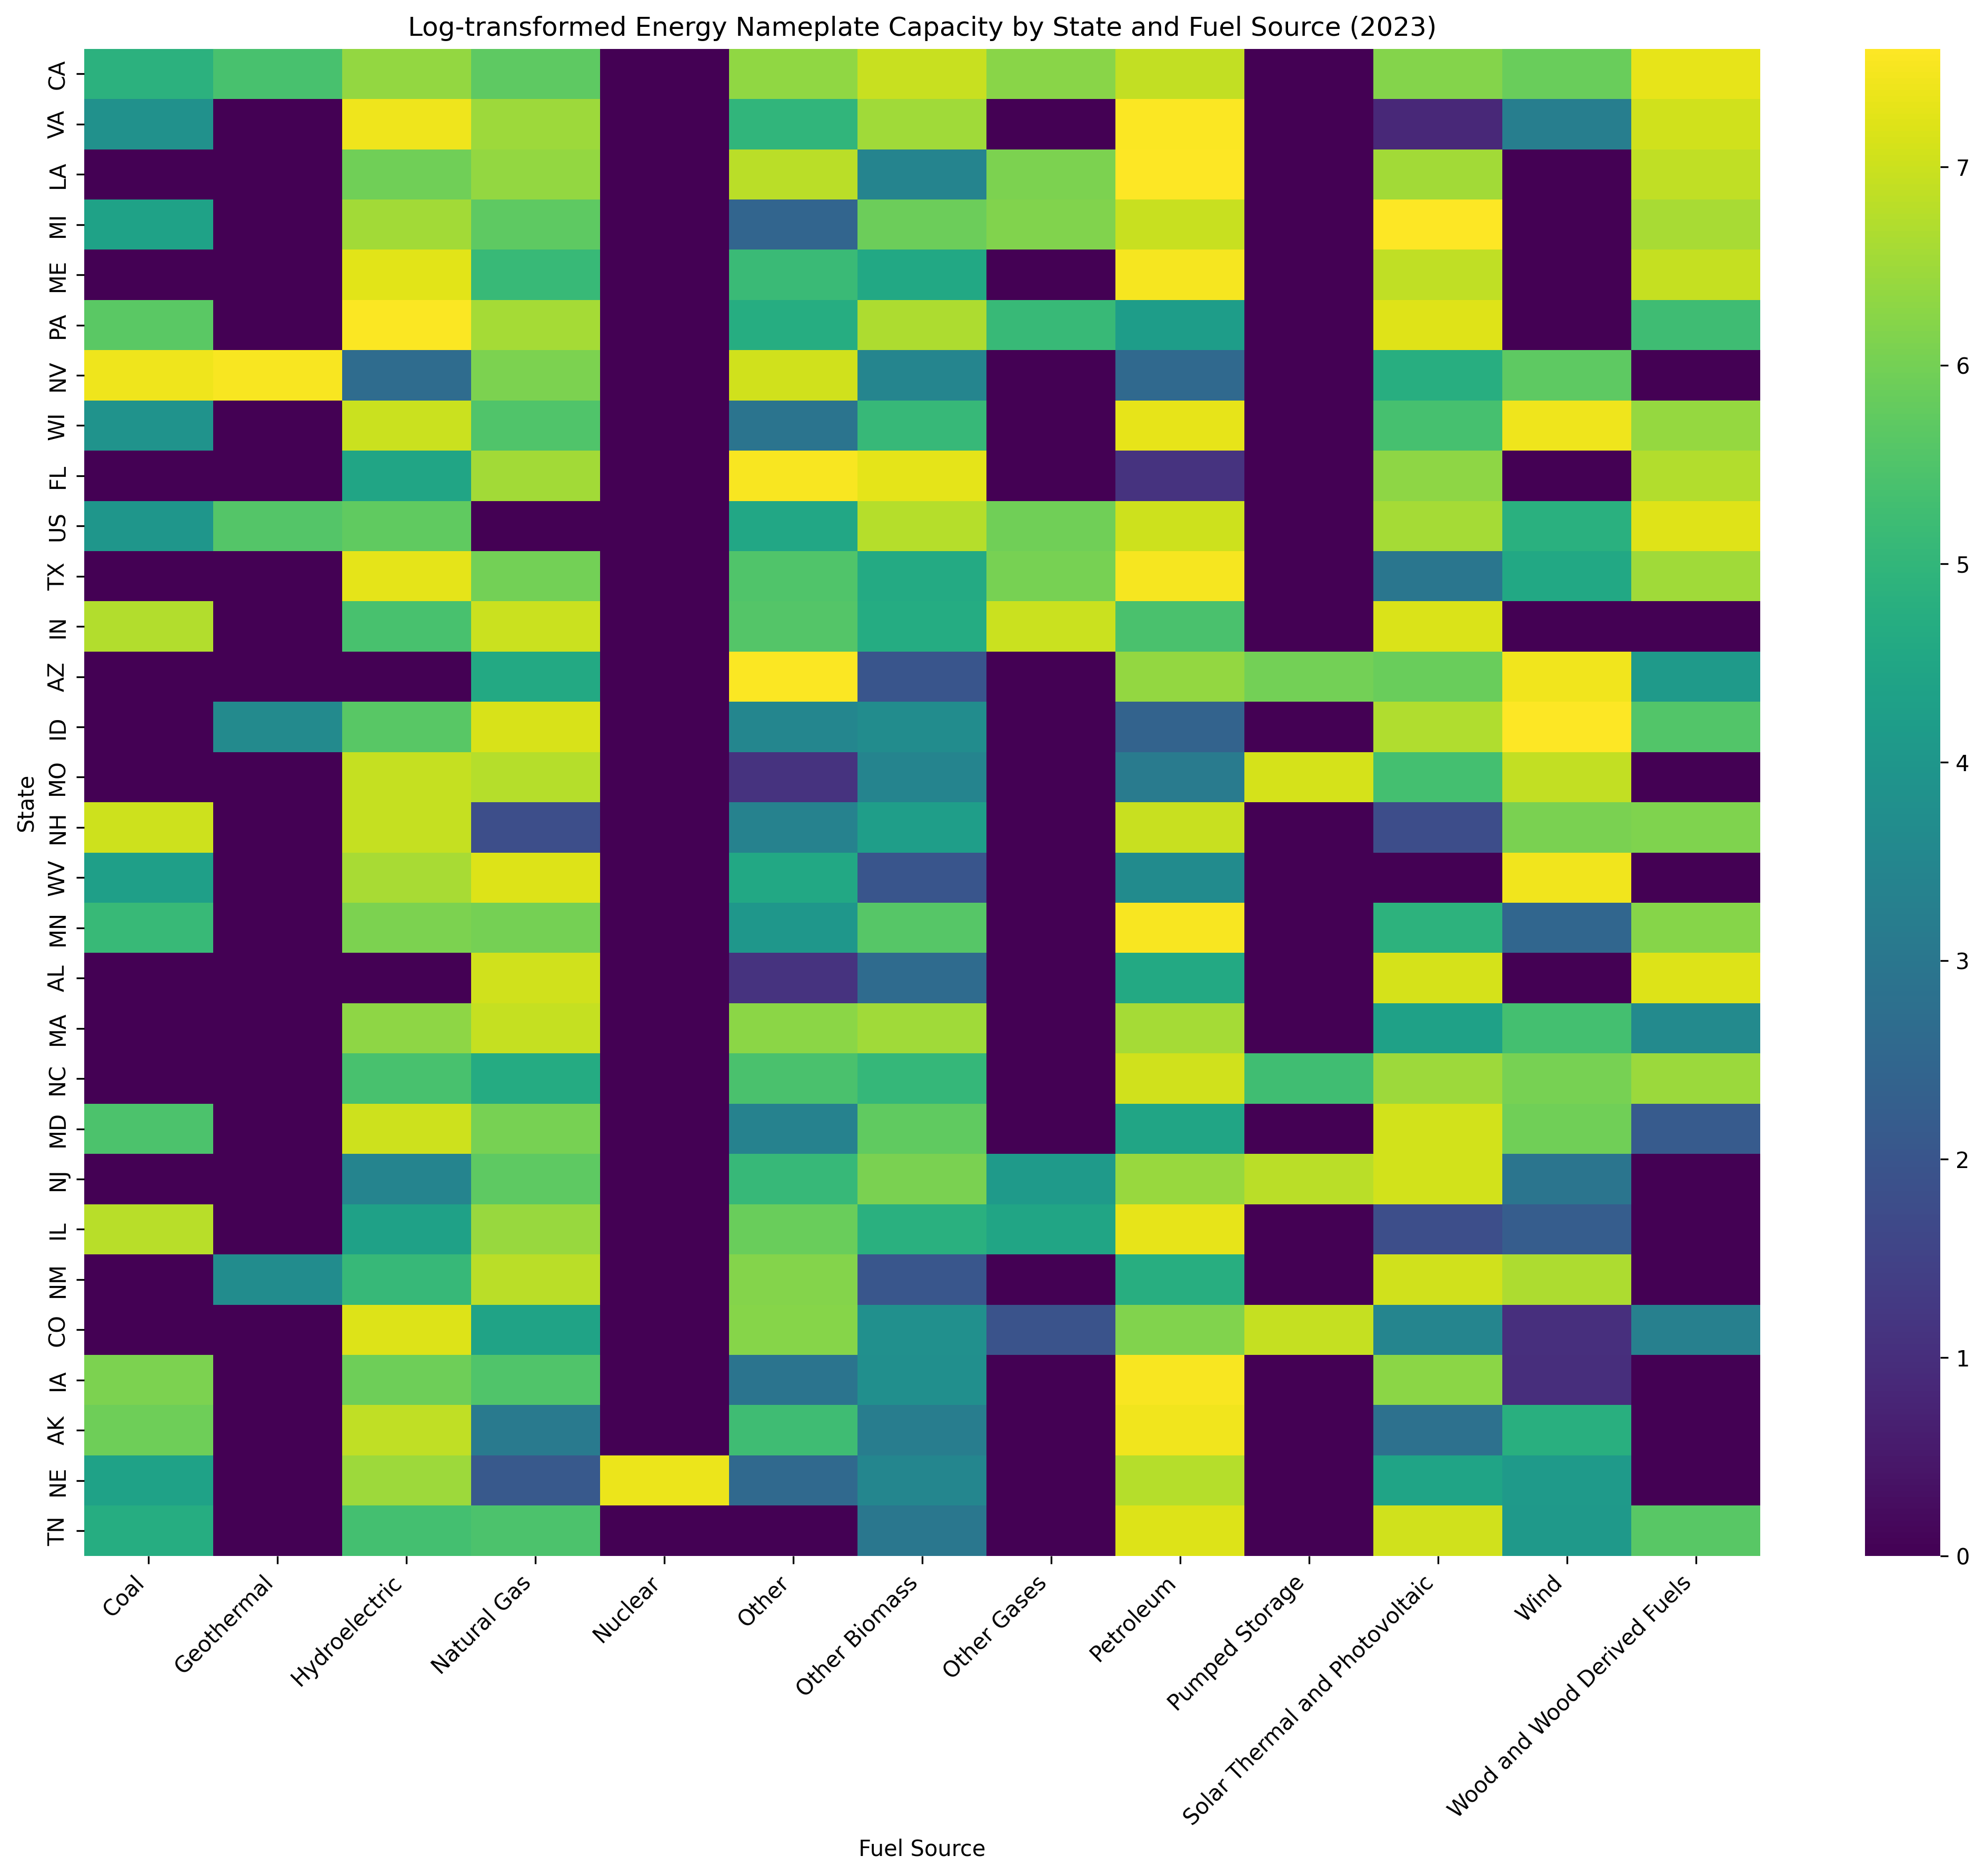 Log-transformed Energy Nameplate Capacity by State and Fuel Source (2023)
State
CA
VA
LA
MI
ME
PA
NV
WI
FL
US
TX
IN
AZ
ID
MO
NH
WV
MN
AL
MA
NC
MD
NJ
IL
NM
CO
IA
AK
NE
TN
Coal
Geothermal
Hydroelectric
Natural Gas
Nuclear
Other
Other Biomass
Other Gases
Petroleum
Pumped Storage
Solar Thermal and Photovoltaic
Wind
Wood and Wood Derived Fuels
Fuel Source
7
6
5
4
3
2
1
0